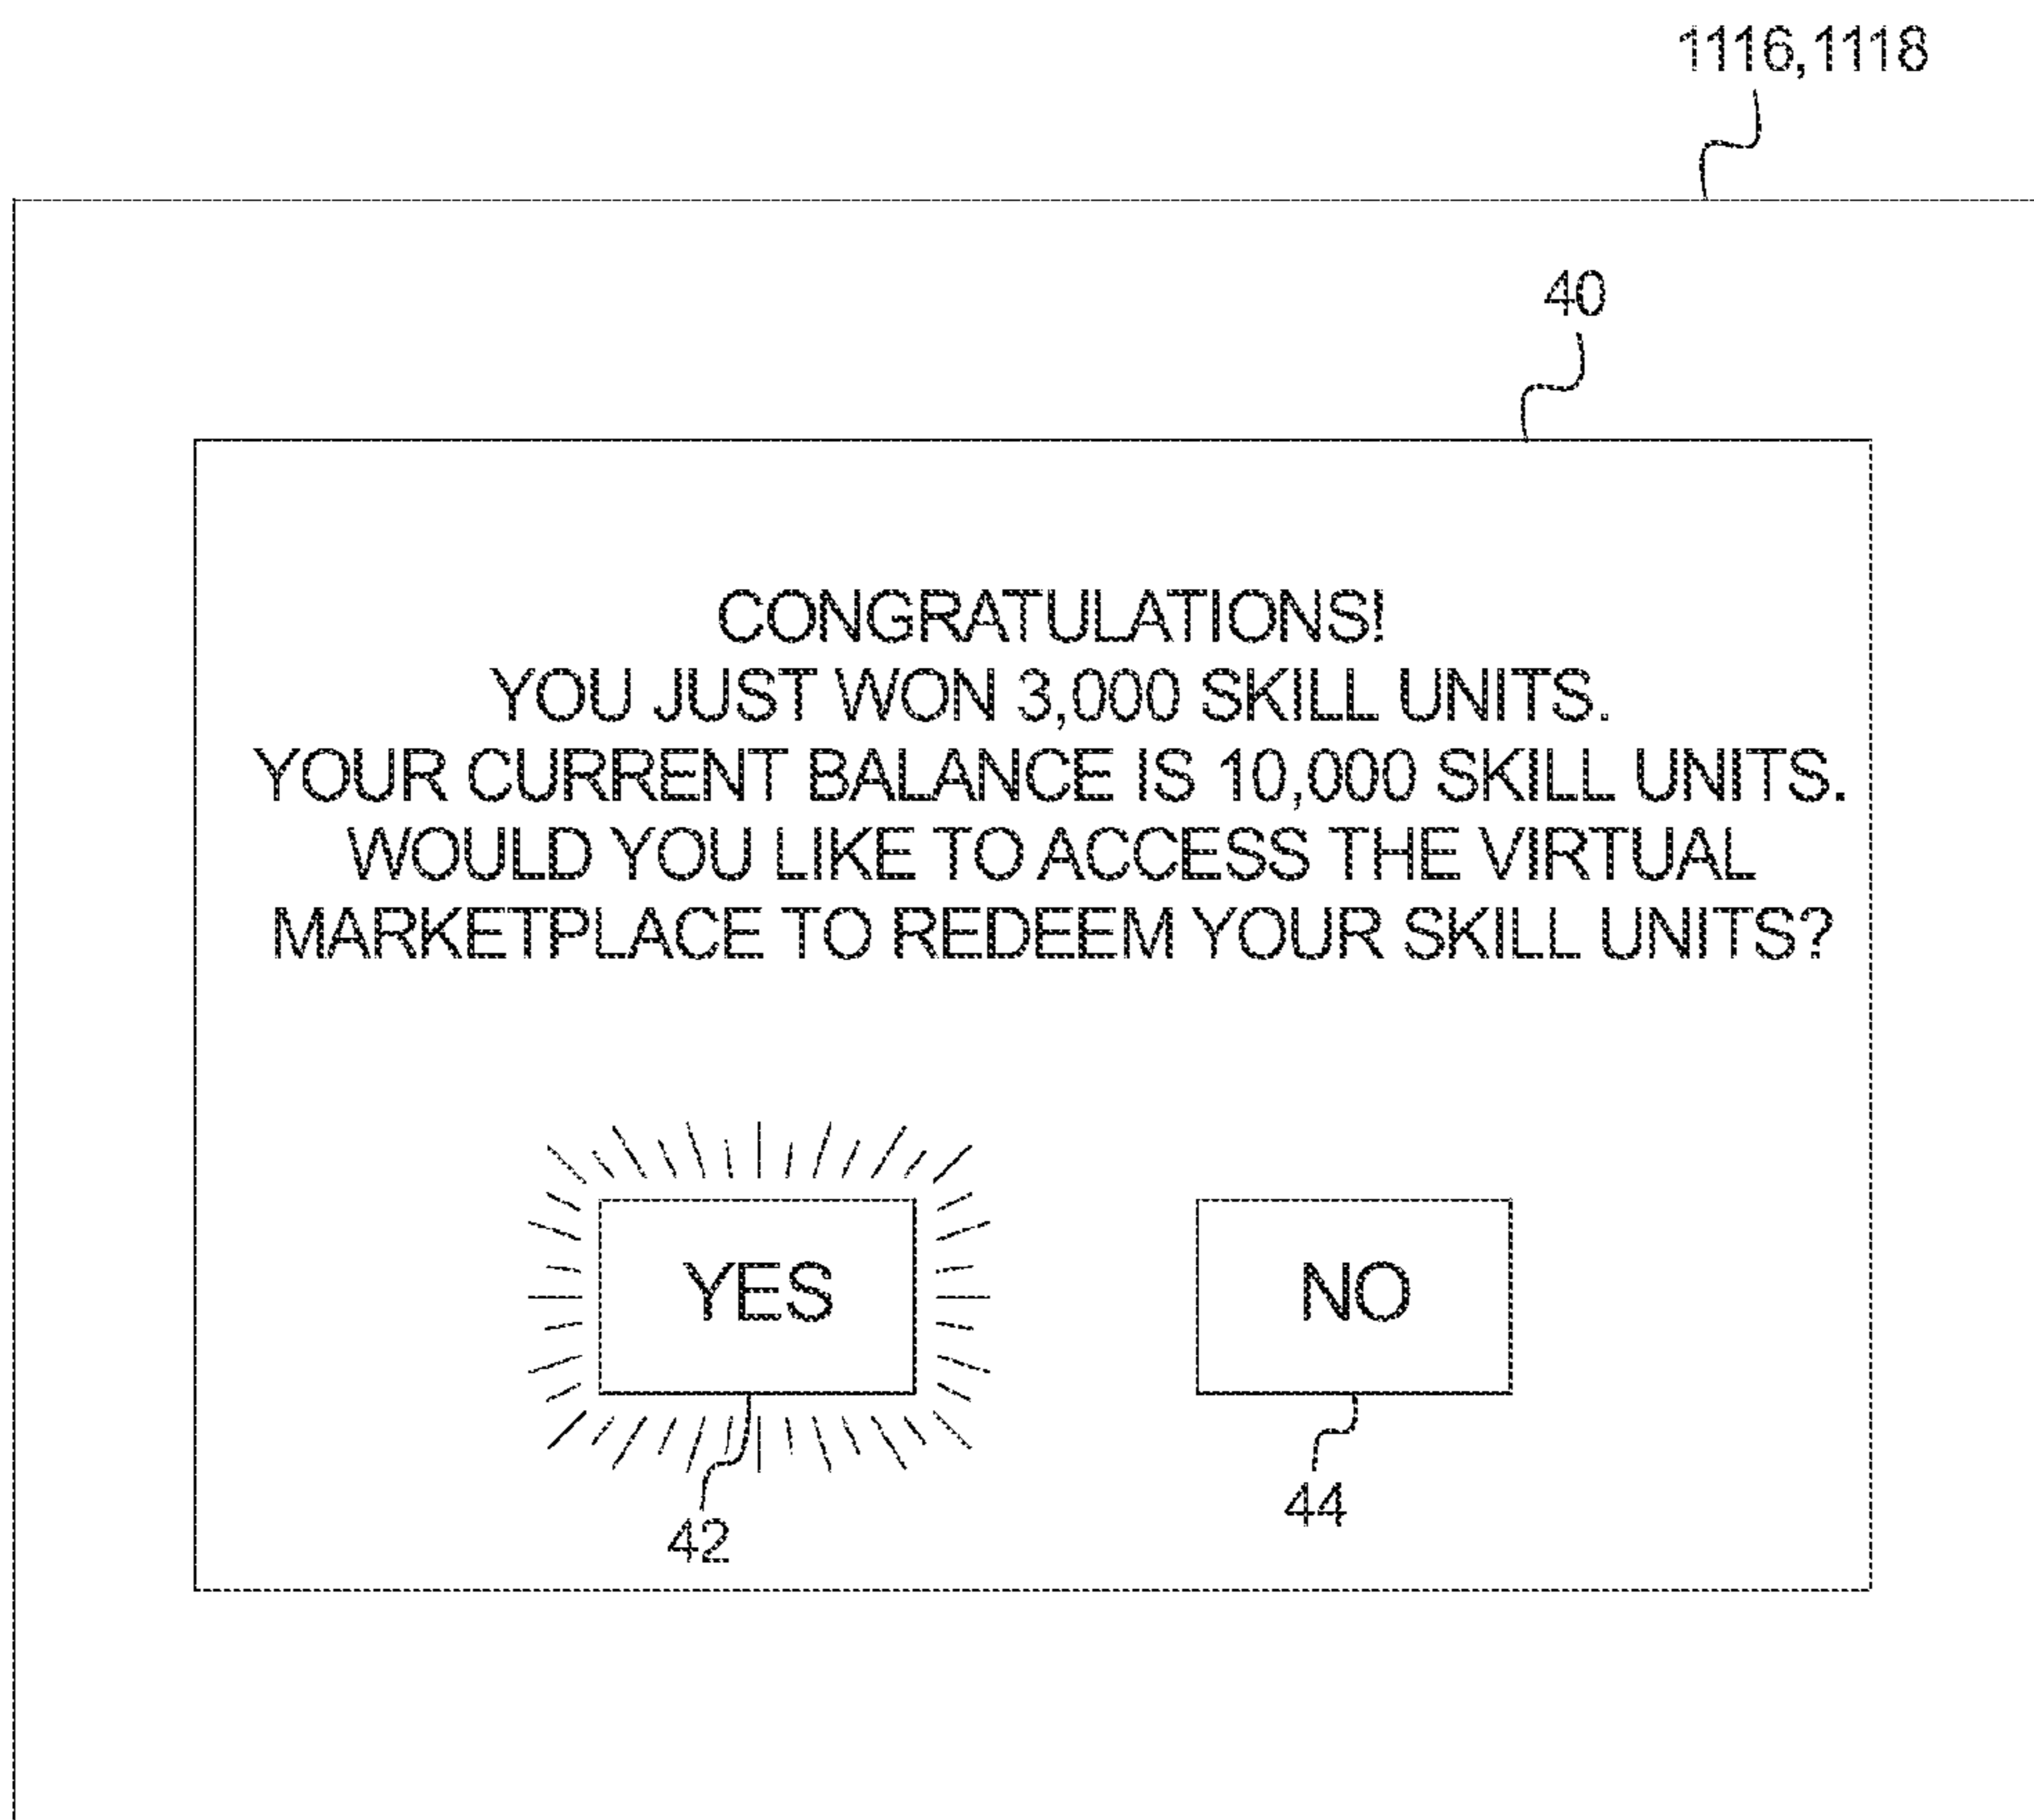 1116,1118
40
CONGRATULATIONS!
YOU JUST WON 3,000 SKILL UNITS.
YOUR CURRENT BALANCE IS 10,000 SKILL UNITS.
WOULD YOU LIKE TO ACCESS THE VIRTUAL
MARKETPLACE TO REDEEM YOUR SKILL UNITS?
YES
NO
42
44